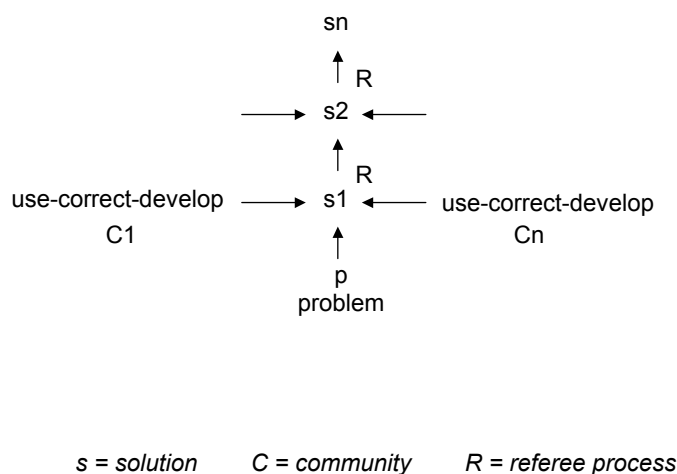 sn
R
s2
R
use-correct-develop s1 use-correct-develop
C1 Cn
p
problem
s = solution C = community R = referee process